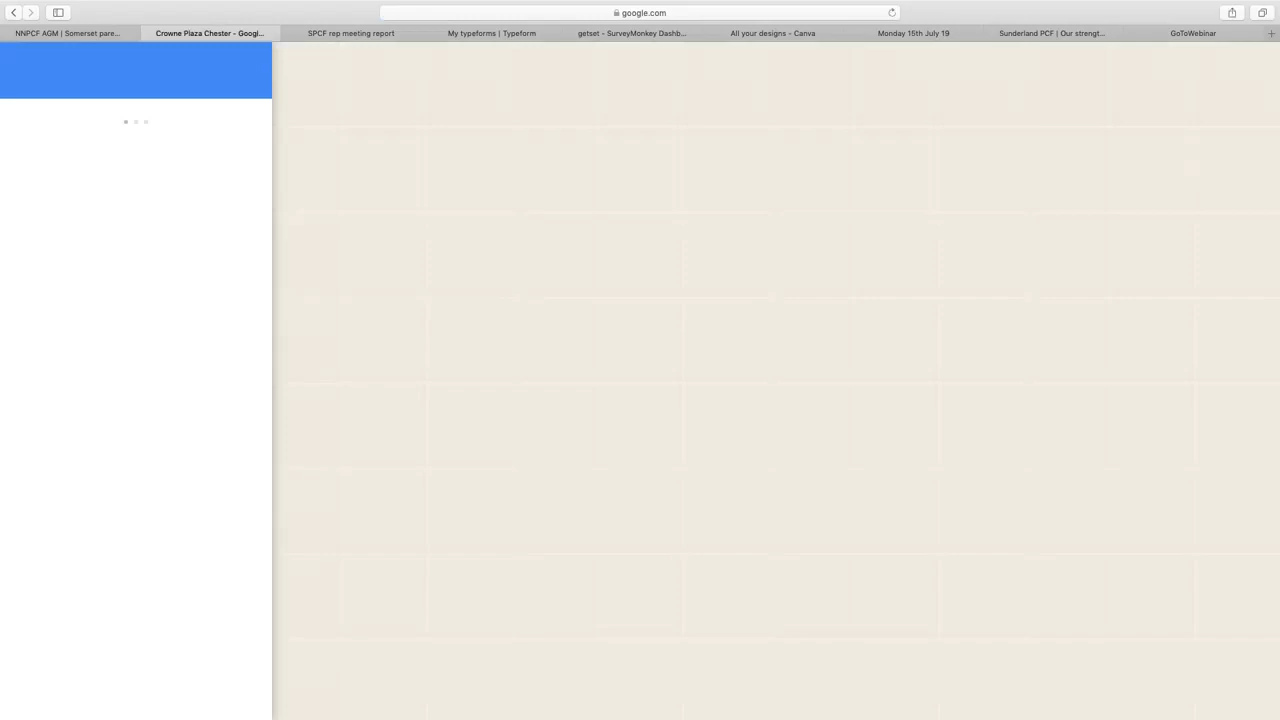 google.com
NNPCF AGM | Somerset pare...
Crowne Plaza Chester - Googl...
SPCF rep meeting report
My typeforms | Typeform
getset - SurveyMonkey Dashb...
All your designs - Canva
Monday 15th July 19
Sunderland PCF | Our strengt...
GoToWebinar